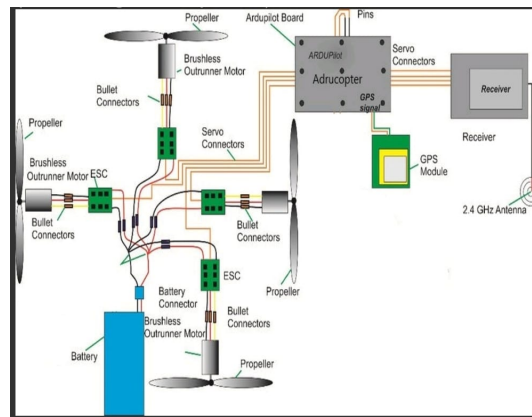 Propeller
Ardupilot Board
Pins
Brushless
Outrunner Motor
ARDUPilot
Adrucopter
Servo
Connectors
GPS
signal
Receiver
Receiver
Bullet
Connectors
Propeller
Servo
Connectors
GPS
Module
Brushless
Outrunner Motor
ESC
Bullet
Connectors
Bullet
Connectors
2.4 GHz Antenna
Propeller
ESC
Battery
Connector
Bullet
Connectors
Brushless
Outrunner Motor
Battery
Propeller